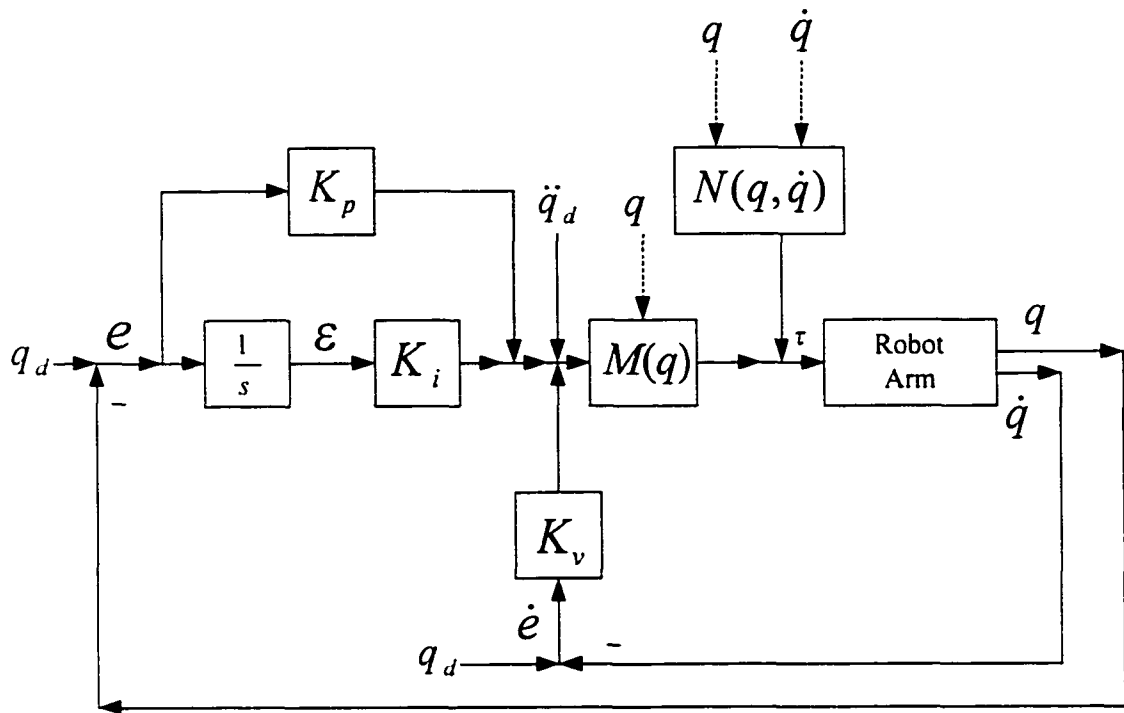 q q̇
N(q, q̇)
K_p
q̈_d
q
q_d
e
-
1/s
ε
K_i
M(q)
τ
Robot
Arm
q
q̇
K_v
ė
-
q_d